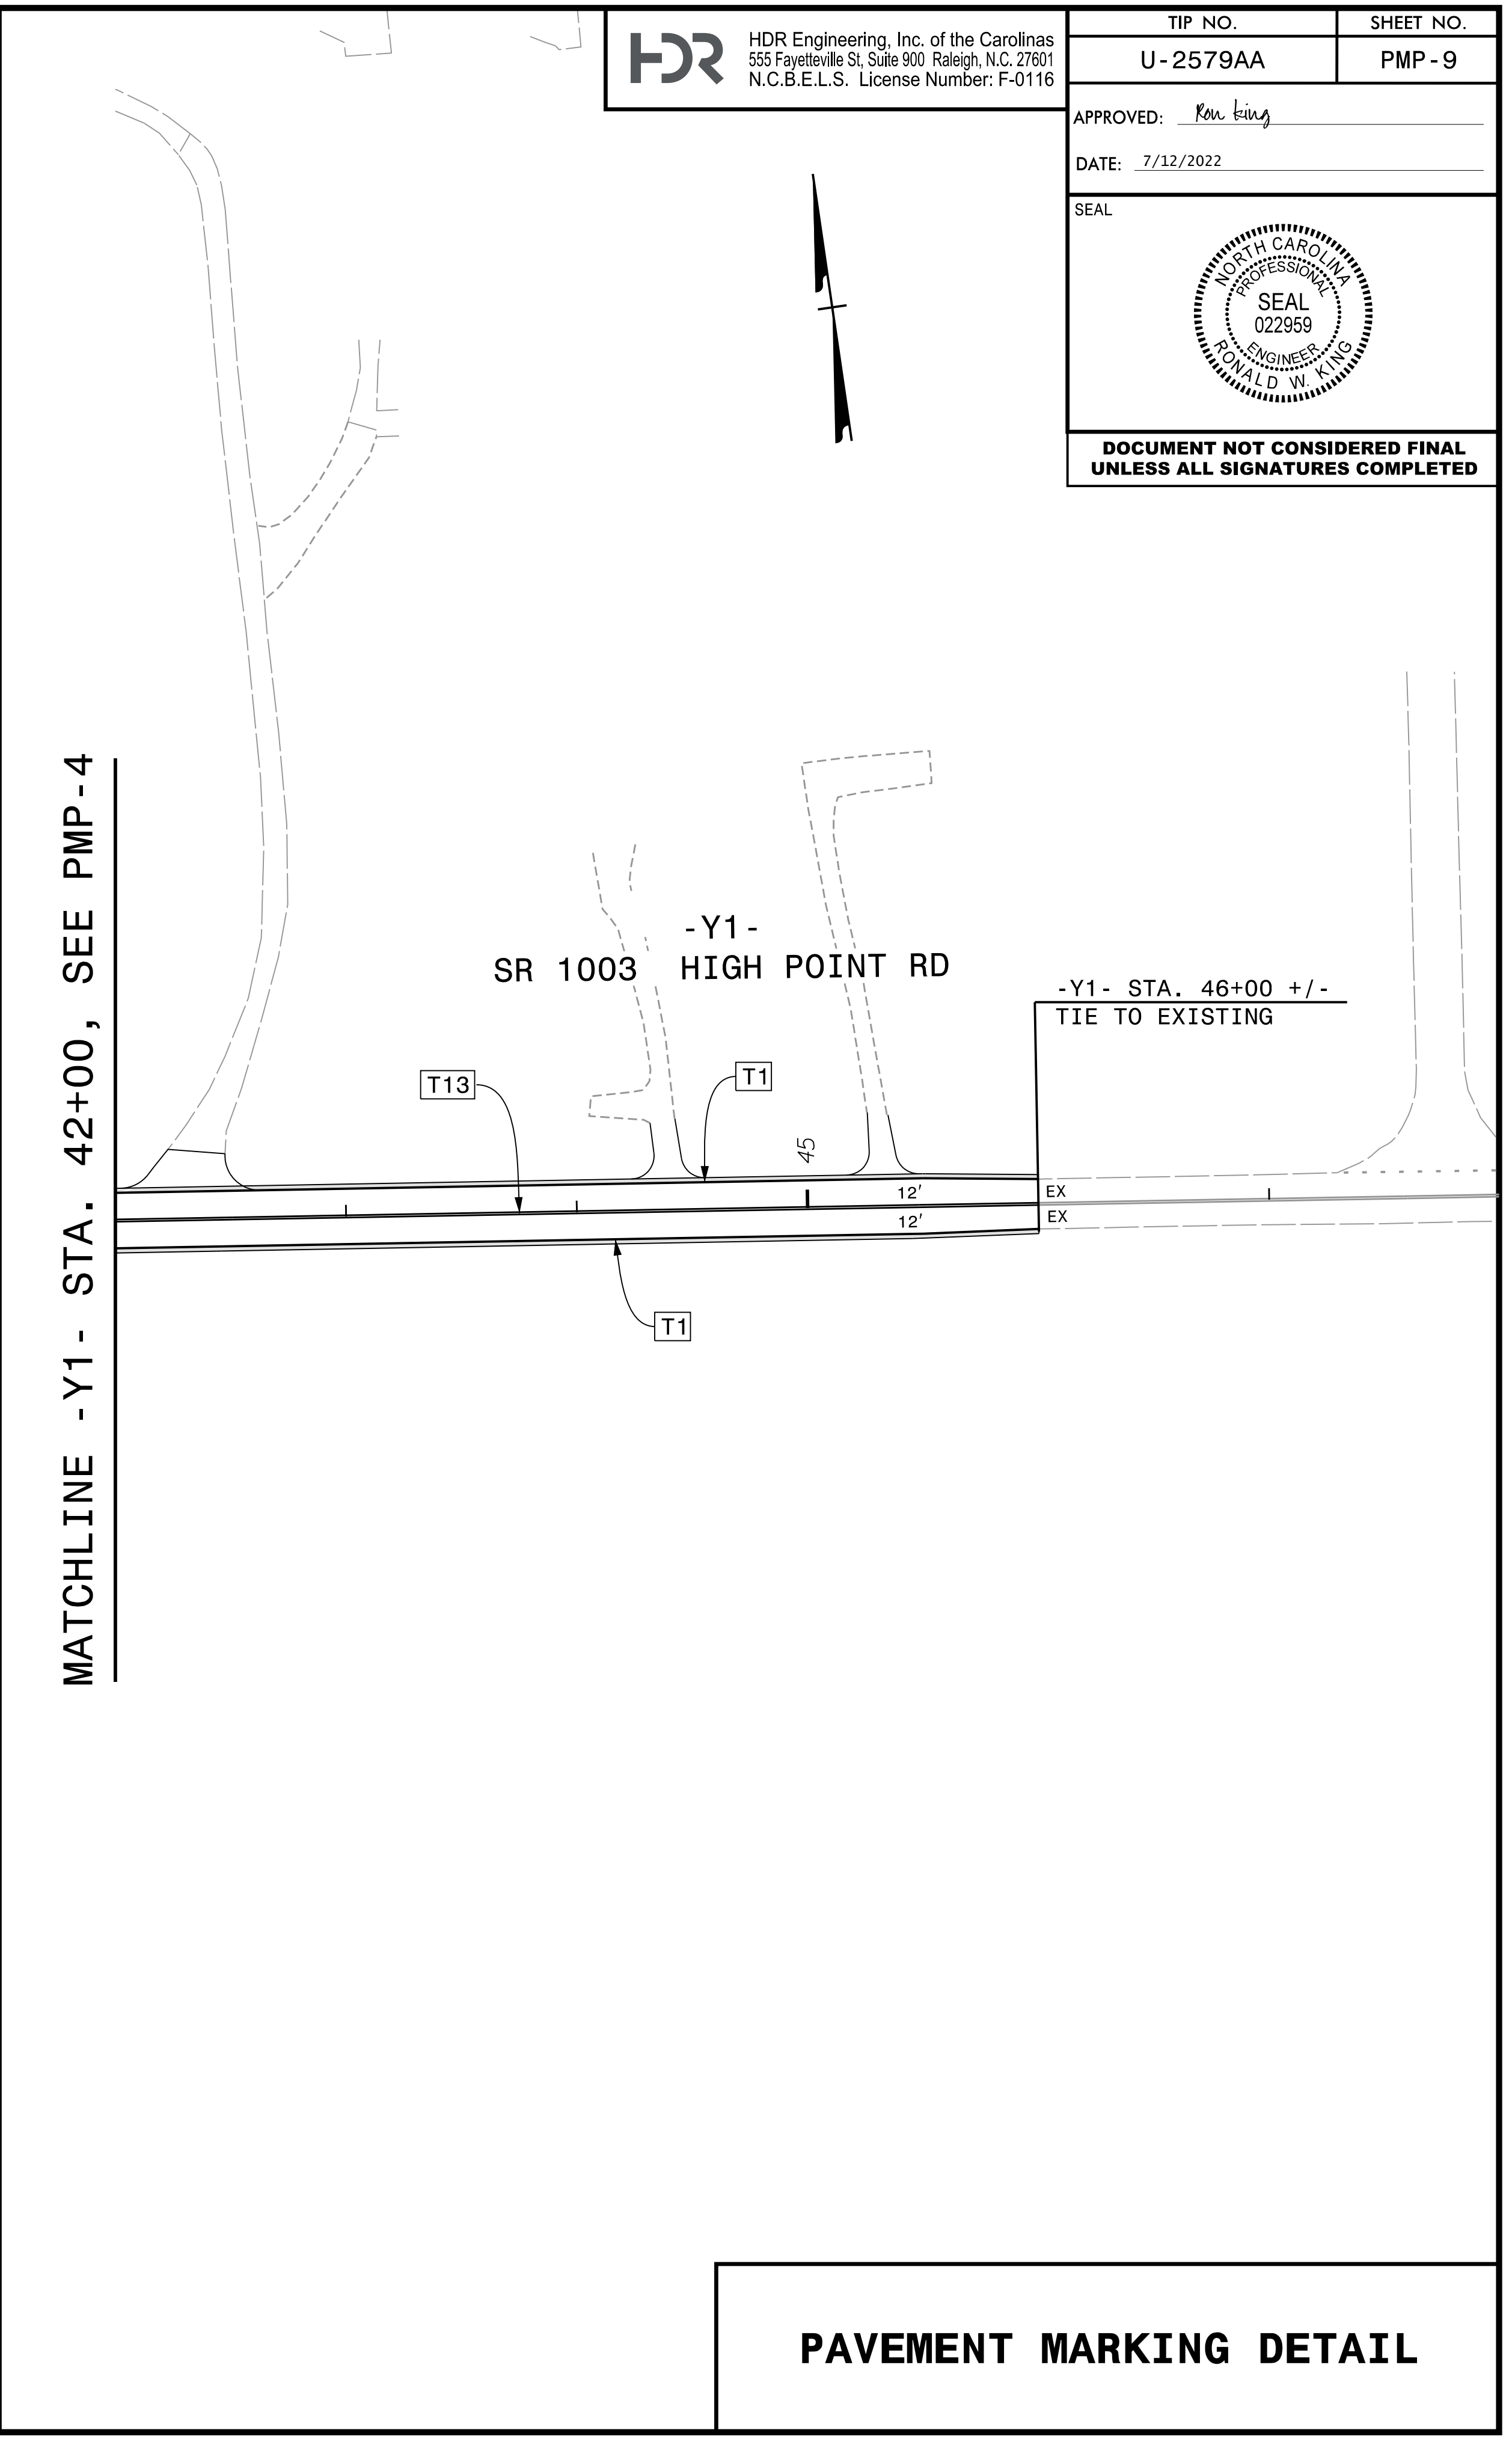 HDR
HDR Engineering, Inc. of the Carolinas
555 Fayetteville St, Suite 900 Raleigh, N.C. 27601
N.C.B.E.L.S. License Number: F-0116
TIP NO.
SHEET NO.
U-2579AA
PMP-9
APPROVED: Ron King
DATE: 7/12/2022
SEAL
NORTH CAROLINA
PROFESSIONAL
SEAL
022959
ENGINEER
RONALD W. KING
DOCUMENT NOT CONSIDERED FINAL
UNLESS ALL SIGNATURES COMPLETED
MATCHLINE -Y1- STA. 42+00, SEE PMP-4
-Y1-
SR 1003 HIGH POINT RD
-Y1- STA. 46+00 +/-
TIE TO EXISTING
T13
T1
45
12'
EX
12'
EX
T1
PAVEMENT MARKING DETAIL